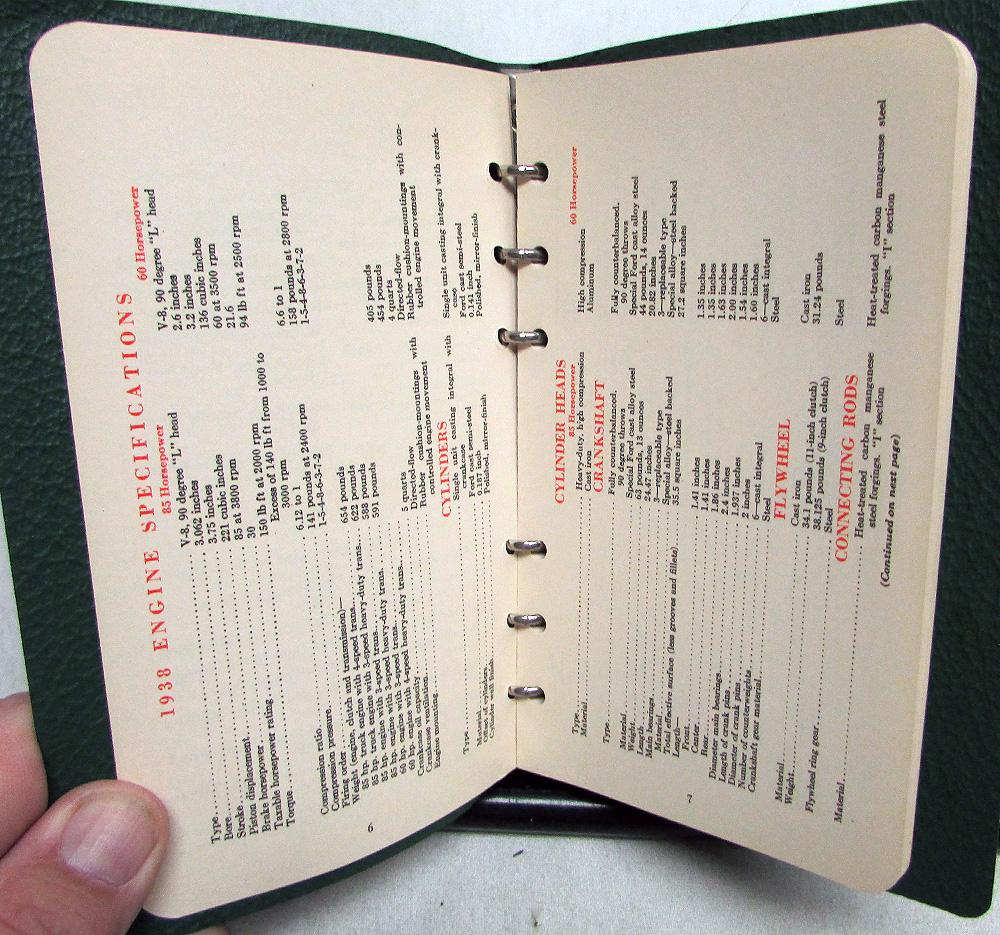 1938 ENGINE SPECIFICATIONS
85 Horsepower 60 Horsepower
Type V-8, 90 degree "L" head V-8, 90 degree "L" head
Bore 3.062 inches 2.6 inches
Stroke 3.75 inches 3.2 inches
Piston displacement 221 cubic inches 136 cubic inches
Brake horsepower 85 at 3800 rpm 60 at 3500 rpm
Taxable horsepower rating 30 21.6
Torque 150 lb ft at 2000 rpm 94 lb ft at 2500 rpm
Excess of 140 lb ft from 1000 to
3000 rpm
Compression ratio 6.12 to 1 6.6 to 1
Compression pressure 141 pounds at 2400 rpm 158 pounds at 2800 rpm
Firing order 1-5-4-8-6-3-7-2 1-5-4-8-6-3-7-2
Weight (engine, clutch and transmission)—
85 hp. truck engine with 4-speed trans. 654 pounds
85 hp. truck engine with 3-speed heavy-duty trans. 622 pounds
85 hp. engine with 3-speed trans. 588 pounds
85 hp. engine with 3-speed heavy-duty trans. 591 pounds
60 hp. engine with 3-speed trans. 405 pounds
60 hp. engine with 4-speed heavy-duty trans. 454 pounds
Crankcase oil capacity 5 quarts 4 quarts
Crankcase ventilation Directed-flow Directed-flow
Engine mounting Rubber cushion-mountings with Rubber cushion-mountings with con-
controlled engine movement trolled engine movement
CYLINDERS
Type Single unit casting integral with Single unit casting integral with crank-
crankcase case
Material Ford cast semi-steel Ford cast semi-steel
Offset of cylinders 0.187 inch 0.141 inch
Cylinder wall finish Polished mirror-finish Polished mirror-finish
6
CYLINDER HEADS
85 Horsepower 60 Horsepower
Type Heavy-duty, high compression High compression
Material Cast iron Aluminum
CRANKSHAFT
Type Fully counterbalanced. Fully counterbalanced.
90 degree throws 90 degree throws
Material Special Ford cast alloy steel Special Ford cast alloy steel
Weight 63 pounds, 13 ounces 44 pounds, 14 ounces
Length 24.47 inches 20.82 inches
Main bearings 3—replaceable type 3—replaceable type
Material Special alloy—steel backed Special alloy—steel backed
Total effective surface (less grooves and fillets) 35.5 square inches 27.2 square inches
Length—
Front 1.41 inches 1.35 inches
Center 1.41 inches 1.35 inches
Rear 1.86 inches 1.63 inches
Diameter main bearings 2.4 inches 2.00 inches
Length of crank pins 1.937 inches 1.54 inches
Diameter of crank pins 2 inches 1.60 inches
Number of counterweights 6—cast integral 6—cast integral
Crankshaft gear material Steel Steel
FLYWHEEL
Material Cast iron Cast iron
Weight 34.1 pounds (11-inch clutch) 31.24 pounds
38.125 pounds (9-inch clutch)
Flywheel ring gear Steel Steel
CONNECTING RODS
Material Heat-treated carbon manganese Heat-treated carbon manganese steel
steel forgings. "I" section forgings. "I" section
(Continued on next page)
7